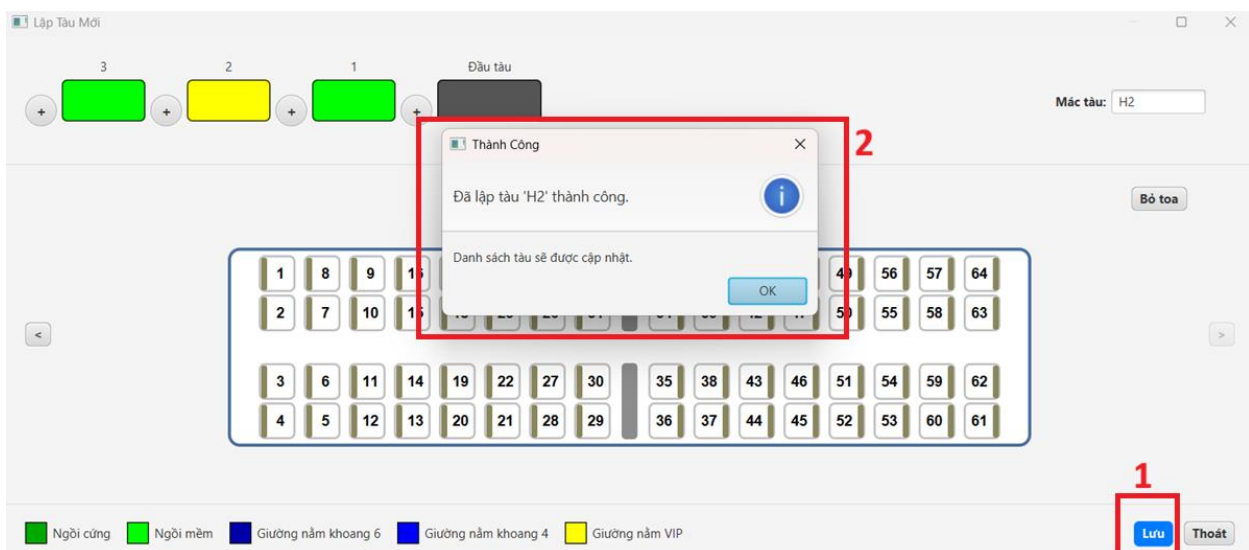 Lập Tàu Mới
3 2 1 Đầu tàu
+ + + +
Mác tàu: H2
2
Thành Công
Đã lập tàu 'H2' thành công.
Bỏ toa
Danh sách tàu sẽ được cập nhật.
OK
1 8 9 16 49 56 57 64
2 7 10 15 50 55 58 63
< >
3 6 11 14 19 22 27 30 35 38 43 46 51 54 59 62
4 5 12 13 20 21 28 29 36 37 44 45 52 53 60 61
1
Ngồi cứng Ngồi mềm Giường nằm khoang 6 Giường nằm khoang 4 Giường nằm VIP Lưu Thoát